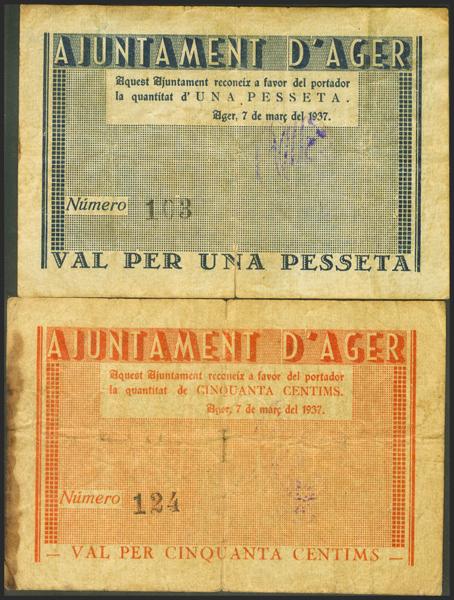 AJUNTAMENT D'AGER
Aquest Ajuntament reconeix a favor del portador
la quantitat d'UNA PESSETA.
Ager, 7 de març del 1937.
Número 103
VAL PER UNA PESSETA
AJUNTAMENT D'AGER
Aquest Ajuntament reconeix a favor del portador
la quantitat de CINQUANTA CENTIMS.
Ager, 7 de març del 1937.
Número 124
— VAL PER CINQUANTA CENTIMS —